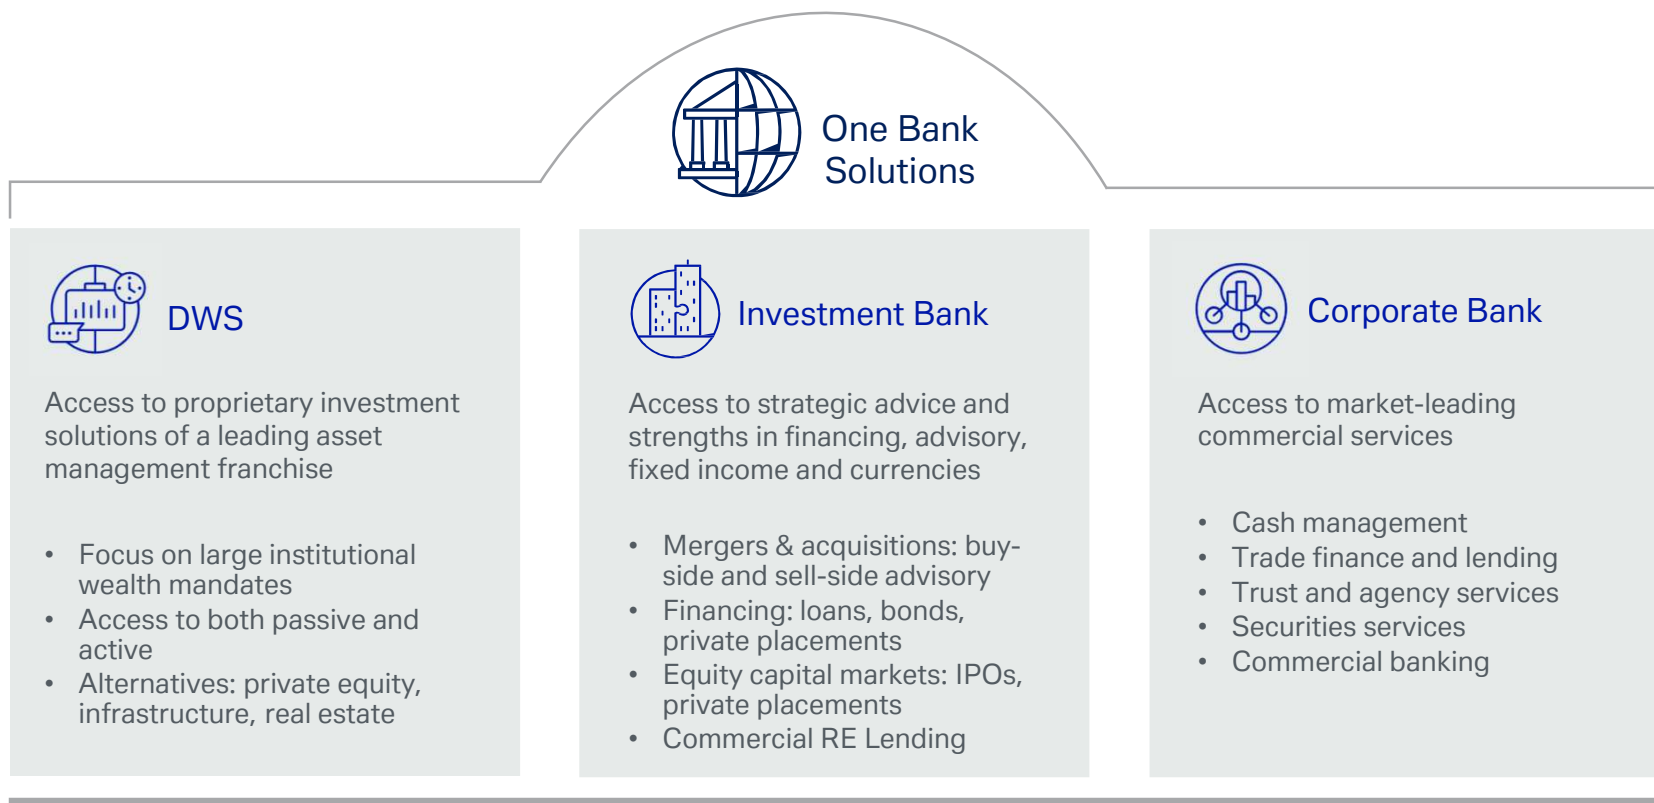 One Bank
Solutions
DWS
Access to proprietary investment
solutions of a leading asset
management franchise
• Focus on large institutional
wealth mandates
• Access to both passive and
active
• Alternatives: private equity,
infrastructure, real estate
Investment Bank
Access to strategic advice and
strengths in financing, advisory,
fixed income and currencies
• Mergers & acquisitions: buy-
side and sell-side advisory
• Financing: loans, bonds,
private placements
• Equity capital markets: IPOs,
private placements
• Commercial RE Lending
Corporate Bank
Access to market-leading
commercial services
• Cash management
• Trade finance and lending
• Trust and agency services
• Securities services
• Commercial banking